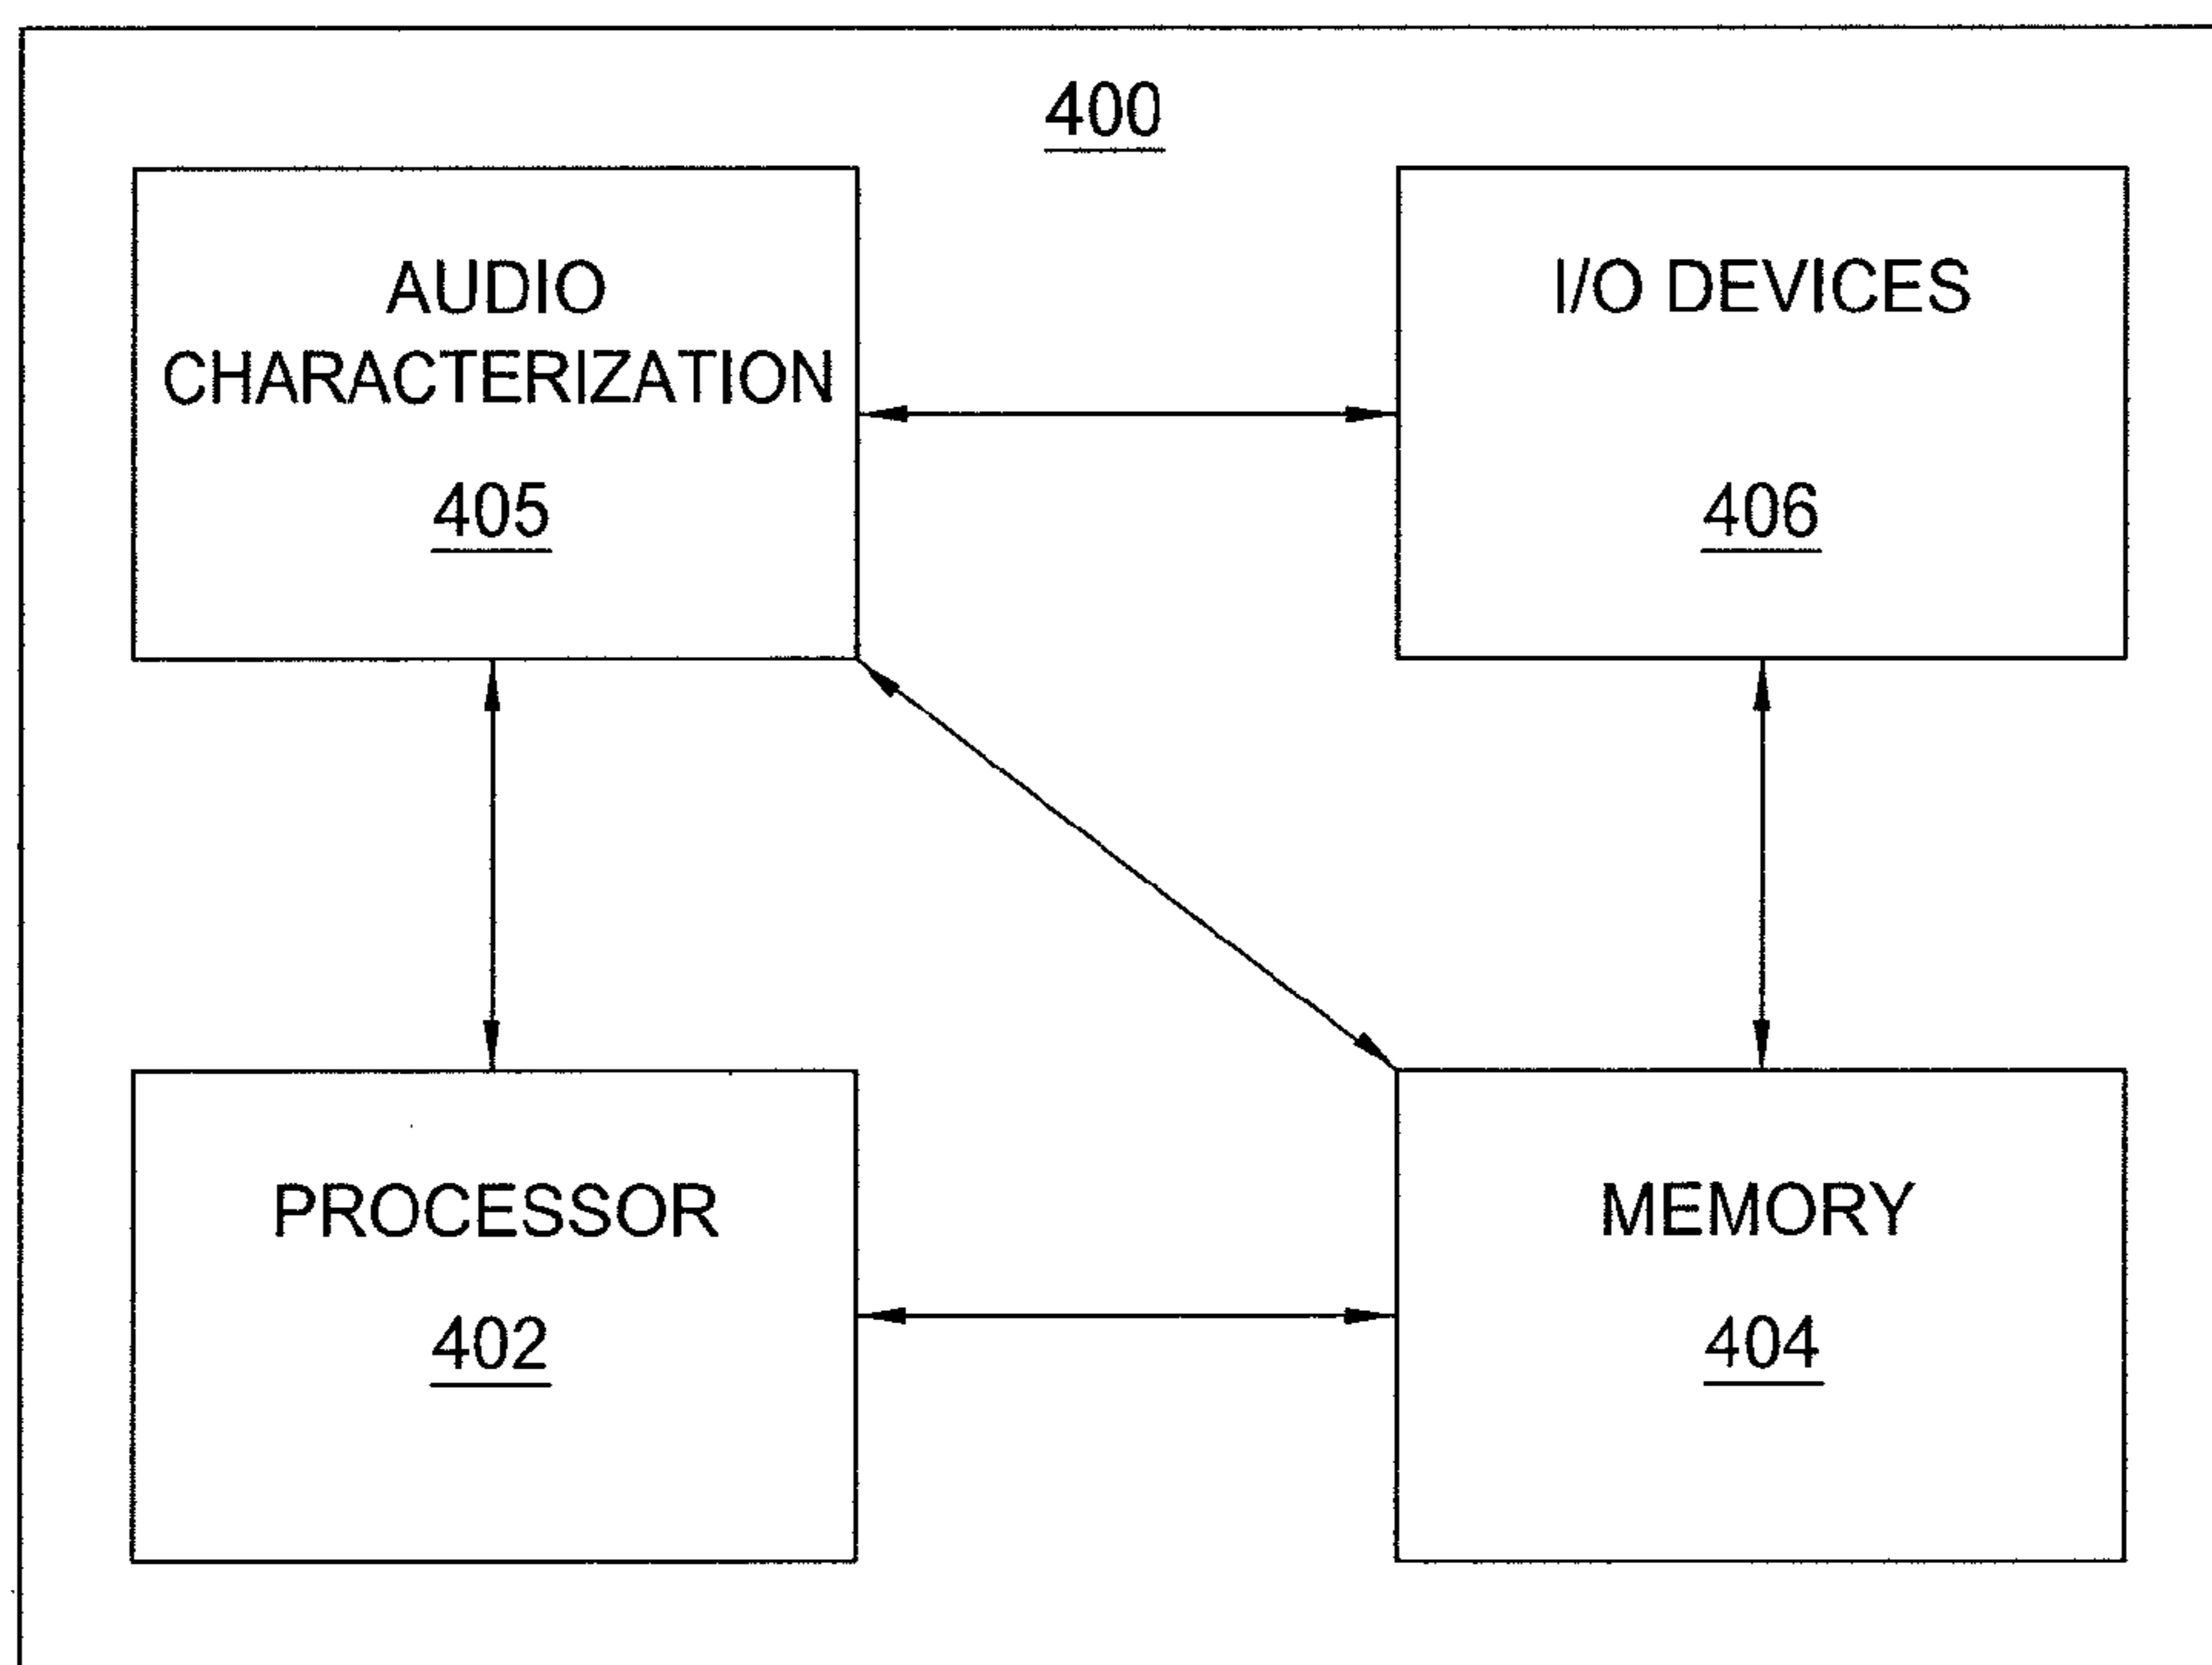 400
AUDIO
CHARACTERIZATION
405
I/O DEVICES
406
PROCESSOR
402
MEMORY
404